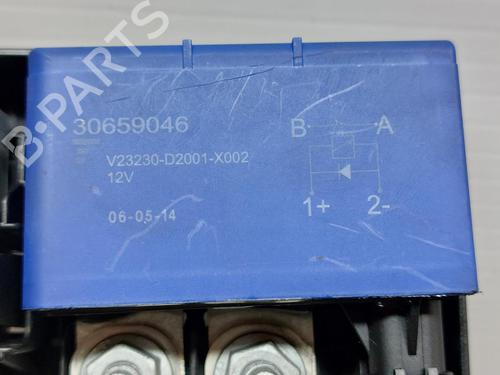 B-PARTS
30659046
V23230-D2001-X002
12V
06-05-14
B A
1+ 2-